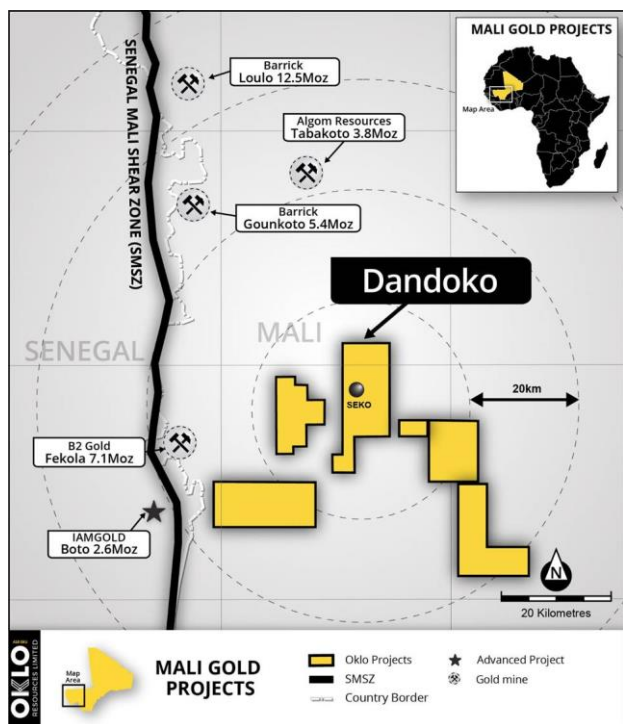 MALI GOLD PROJECTS
Map Area
SENEGAL MALI SHEAR ZONE (SMSZ)
Barrick
Loulo 12.5Moz
Algom Resources
Tabakoto 3.8Moz
Barrick
Gounkoto 5.4Moz
Dandoko
SENEGAL
MALI
SEKO
20km
B2 Gold
Fekola 7.1Moz
IAMGOLD
Boto 2.6Moz
N
20 Kilometres
OKLO
RESOURCES LIMITED
Map
Area
MALI GOLD
PROJECTS
Oklo Projects
SMSZ
Country Border
Advanced Project
Gold mine